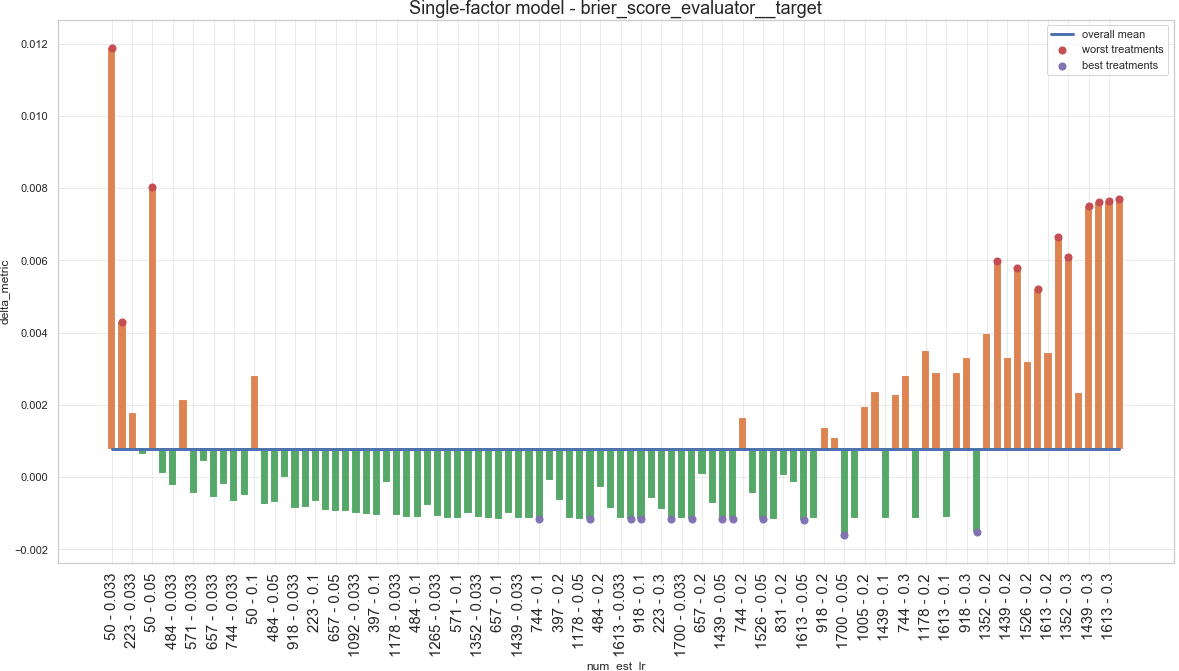 Single-factor model - brier_score_evaluator__target
overall mean
worst treatments
best treatments
0.012
0.010
0.008
0.006
0.004
0.002
0.000
−0.002
delta_metric
50 - 0.033
223 - 0.033
50 - 0.05
484 - 0.033
571 - 0.033
657 - 0.033
744 - 0.033
50 - 0.1
484 - 0.05
918 - 0.033
223 - 0.1
657 - 0.05
1092 - 0.033
397 - 0.1
1178 - 0.033
484 - 0.1
1265 - 0.033
571 - 0.1
1352 - 0.033
657 - 0.1
1439 - 0.033
744 - 0.1
397 - 0.2
1178 - 0.05
484 - 0.2
1613 - 0.033
918 - 0.1
223 - 0.3
1700 - 0.033
657 - 0.2
1439 - 0.05
744 - 0.2
1526 - 0.05
831 - 0.2
1613 - 0.05
918 - 0.2
1700 - 0.05
1005 - 0.2
1439 - 0.1
744 - 0.3
1178 - 0.2
1613 - 0.1
918 - 0.3
1352 - 0.2
1439 - 0.2
1526 - 0.2
1613 - 0.2
1352 - 0.3
1439 - 0.3
1613 - 0.3
num_est_lr